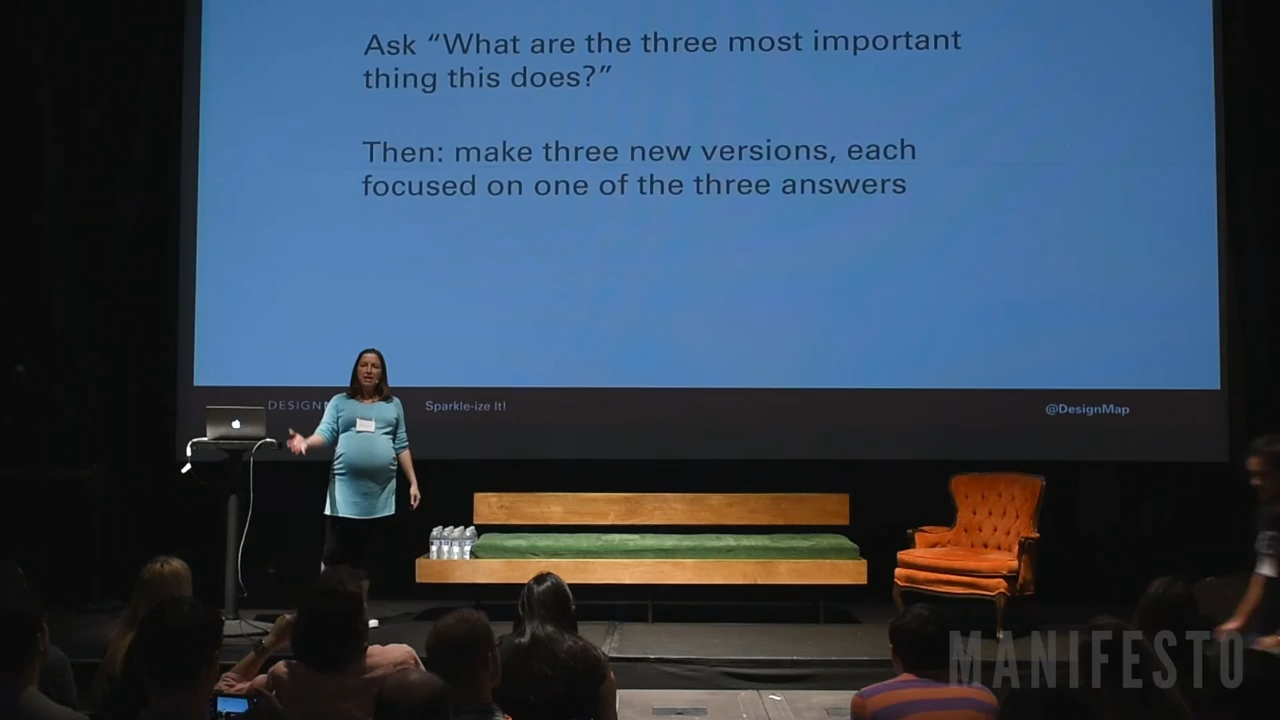 Ask “What are the three most important
thing this does?”
Then: make three new versions, each
focused on one of the three answers
Sparkle-ize It!
@DesignMap
MANIFESTO